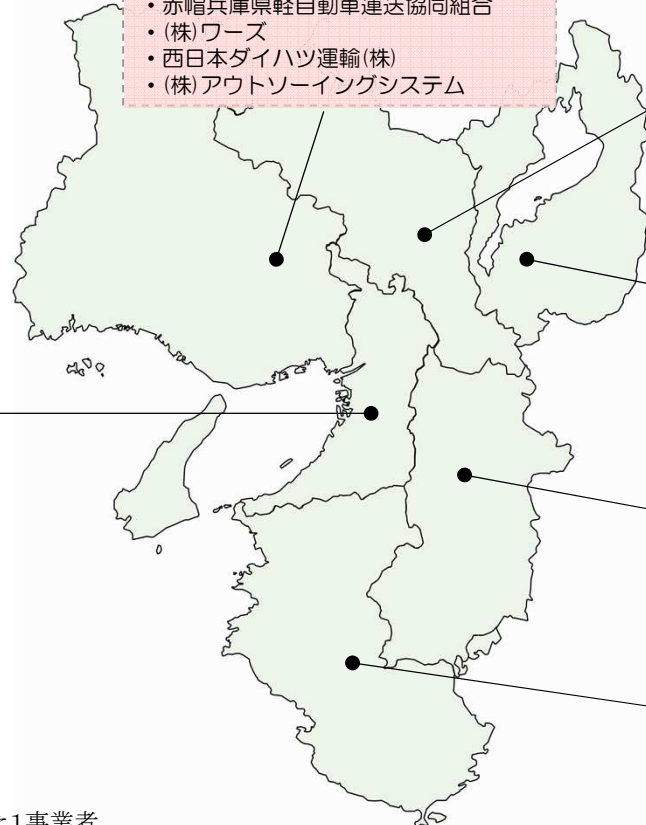 ・赤帽兵庫県軽自動車運送協同組合
・(株)ワーズ
・西日本ダイハツ運輸(株)
・(株)アウトソーイングシステム
1事業者